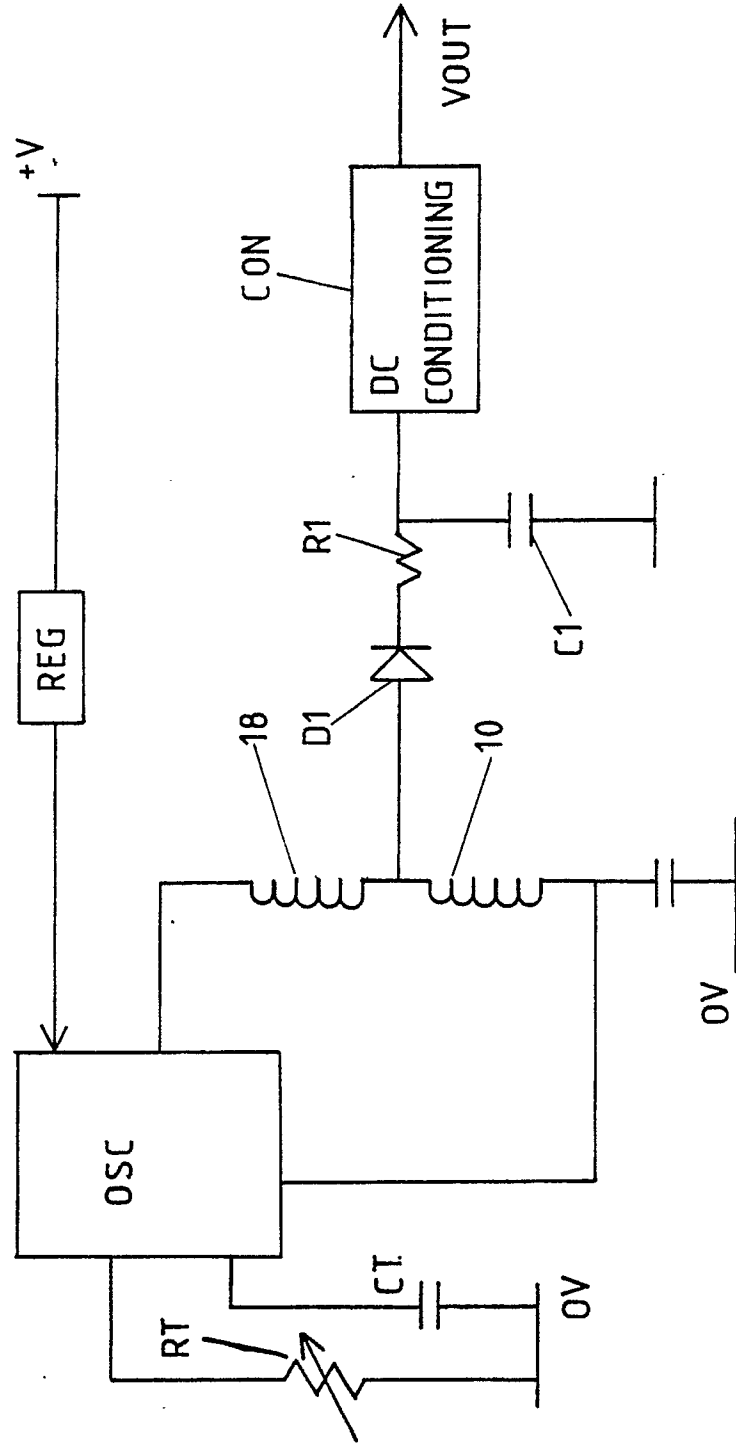 +V
REG
OSC
RT
CT
0V
18
10
0V
D1
R1
C1
CON
DC
CONDITIONING
VOUT